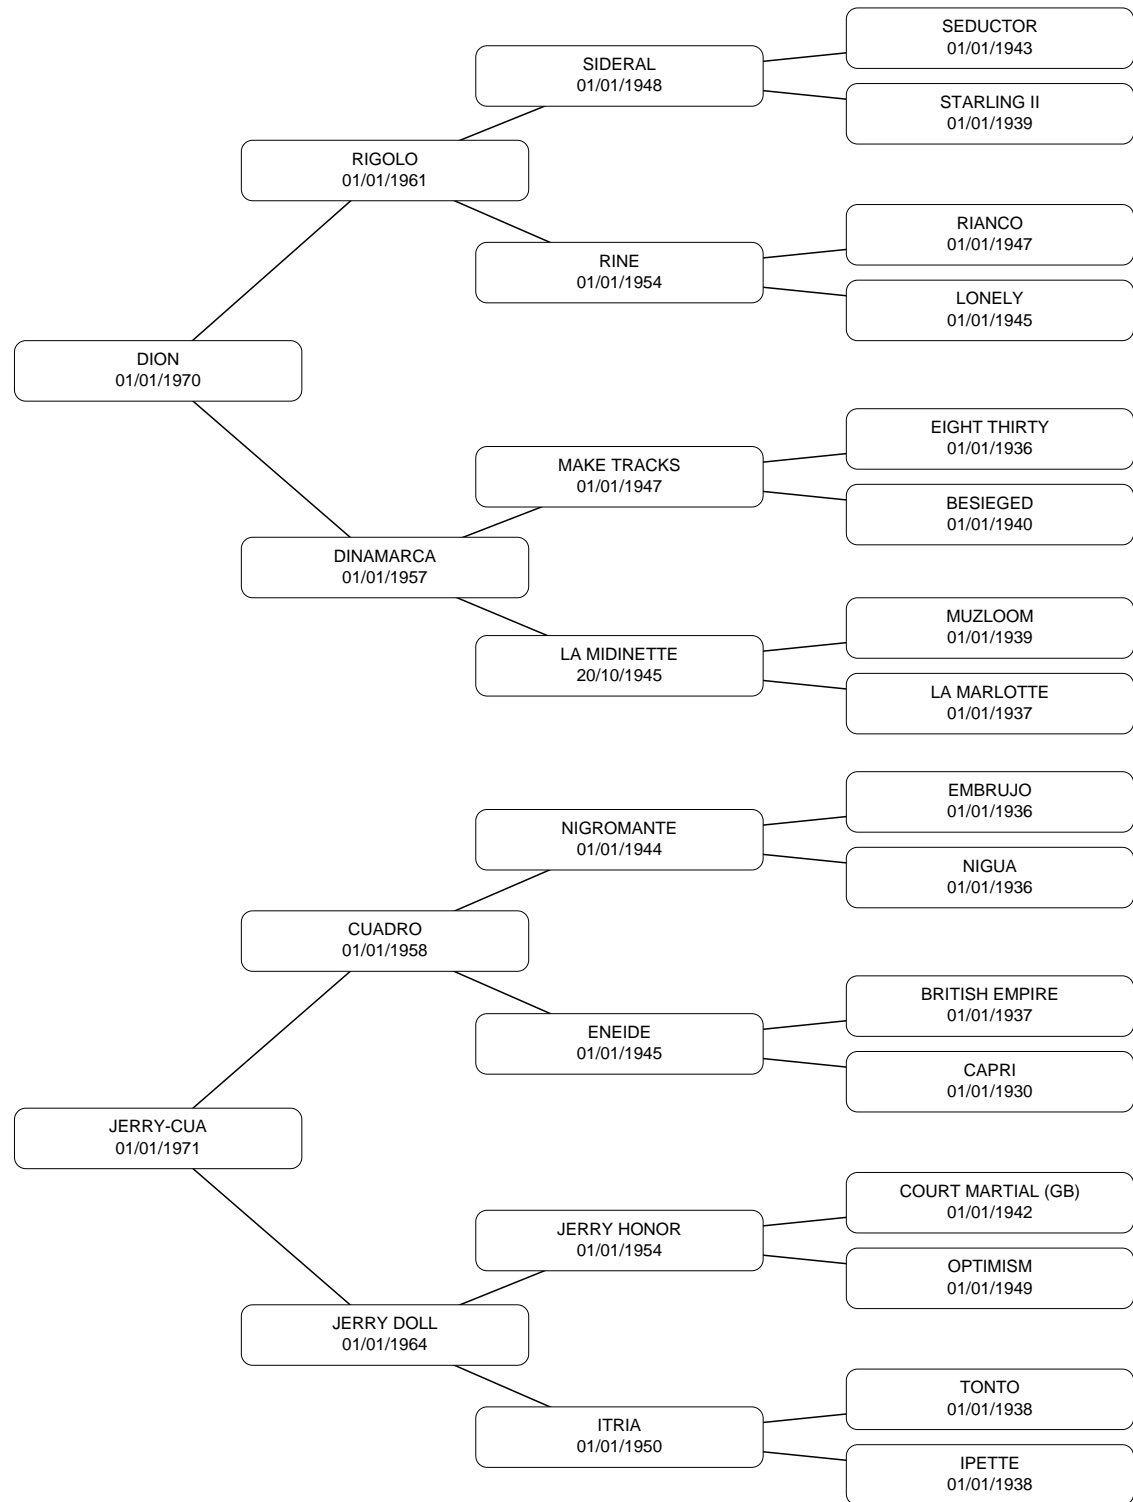 SEDUCTOR
01/01/1943
SIDERAL
01/01/1948
STARLING II
01/01/1939
RIGOLO
01/01/1961
RIANCO
01/01/1947
RINE
01/01/1954
LONELY
01/01/1945
DION
01/01/1970
EIGHT THIRTY
01/01/1936
MAKE TRACKS
01/01/1947
BESIEGED
01/01/1940
DINAMARCA
01/01/1957
MUZLOOM
01/01/1939
LA MIDINETTE
20/10/1945
LA MARLOTTE
01/01/1937
EMBRUJO
01/01/1936
NIGROMANTE
01/01/1944
NIGUA
01/01/1936
CUADRO
01/01/1958
BRITISH EMPIRE
01/01/1937
ENEIDE
01/01/1945
CAPRI
01/01/1930
JERRY-CUA
01/01/1971
COURT MARTIAL (GB)
01/01/1942
JERRY HONOR
01/01/1954
OPTIMISM
01/01/1949
JERRY DOLL
01/01/1964
TONTO
01/01/1938
ITRIA
01/01/1950
IPETTE
01/01/1938